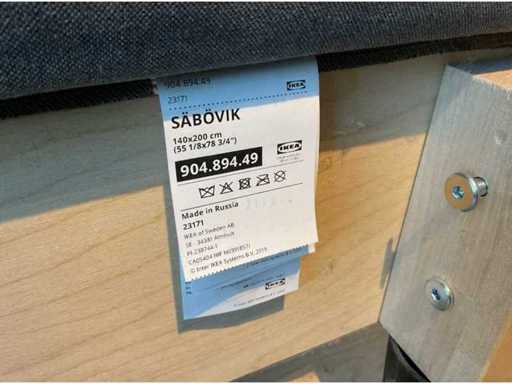 904.894.49
IKEA
23171
SÄBÖVIK
140x200 cm
(55 1/8x78 3/4")
IKEA
904.894.49
Made in Russia
23171
IKEA of Sweden AB
SE - 34381 Älmhult
© Inter IKEA Systems B.V. 2019
IKEA